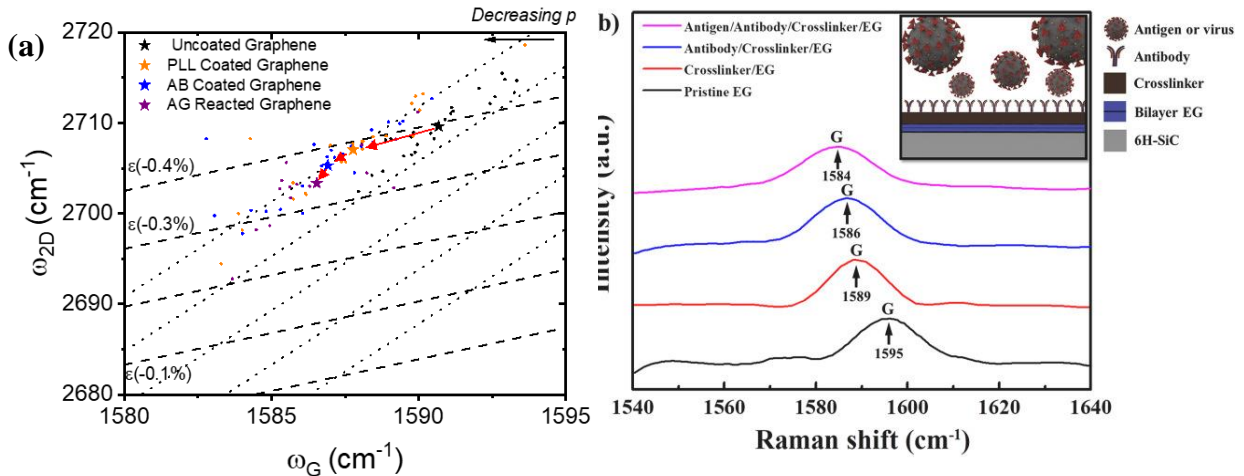 (a)
Decreasing p
Uncoated Graphene
PLL Coated Graphene
AB Coated Graphene
AG Reacted Graphene
2720
2710
2700
2690
2680
ε(-0.4%)
ε(-0.3%)
ε(-0.1%)
ω2D (cm-1)
1580 1585 1590 1595
ωG (cm-1)
b)
Antigen/Antibody/Crosslinker/EG
Antibody/Crosslinker/EG
Crosslinker/EG
Pristine EG
Antigen or virus
Antibody
Crosslinker
Bilayer EG
6H-SiC
Intensity (a.u.)
G
1584
G
1586
G
1589
G
1595
1540 1560 1580 1600 1620 1640
Raman shift (cm-1)